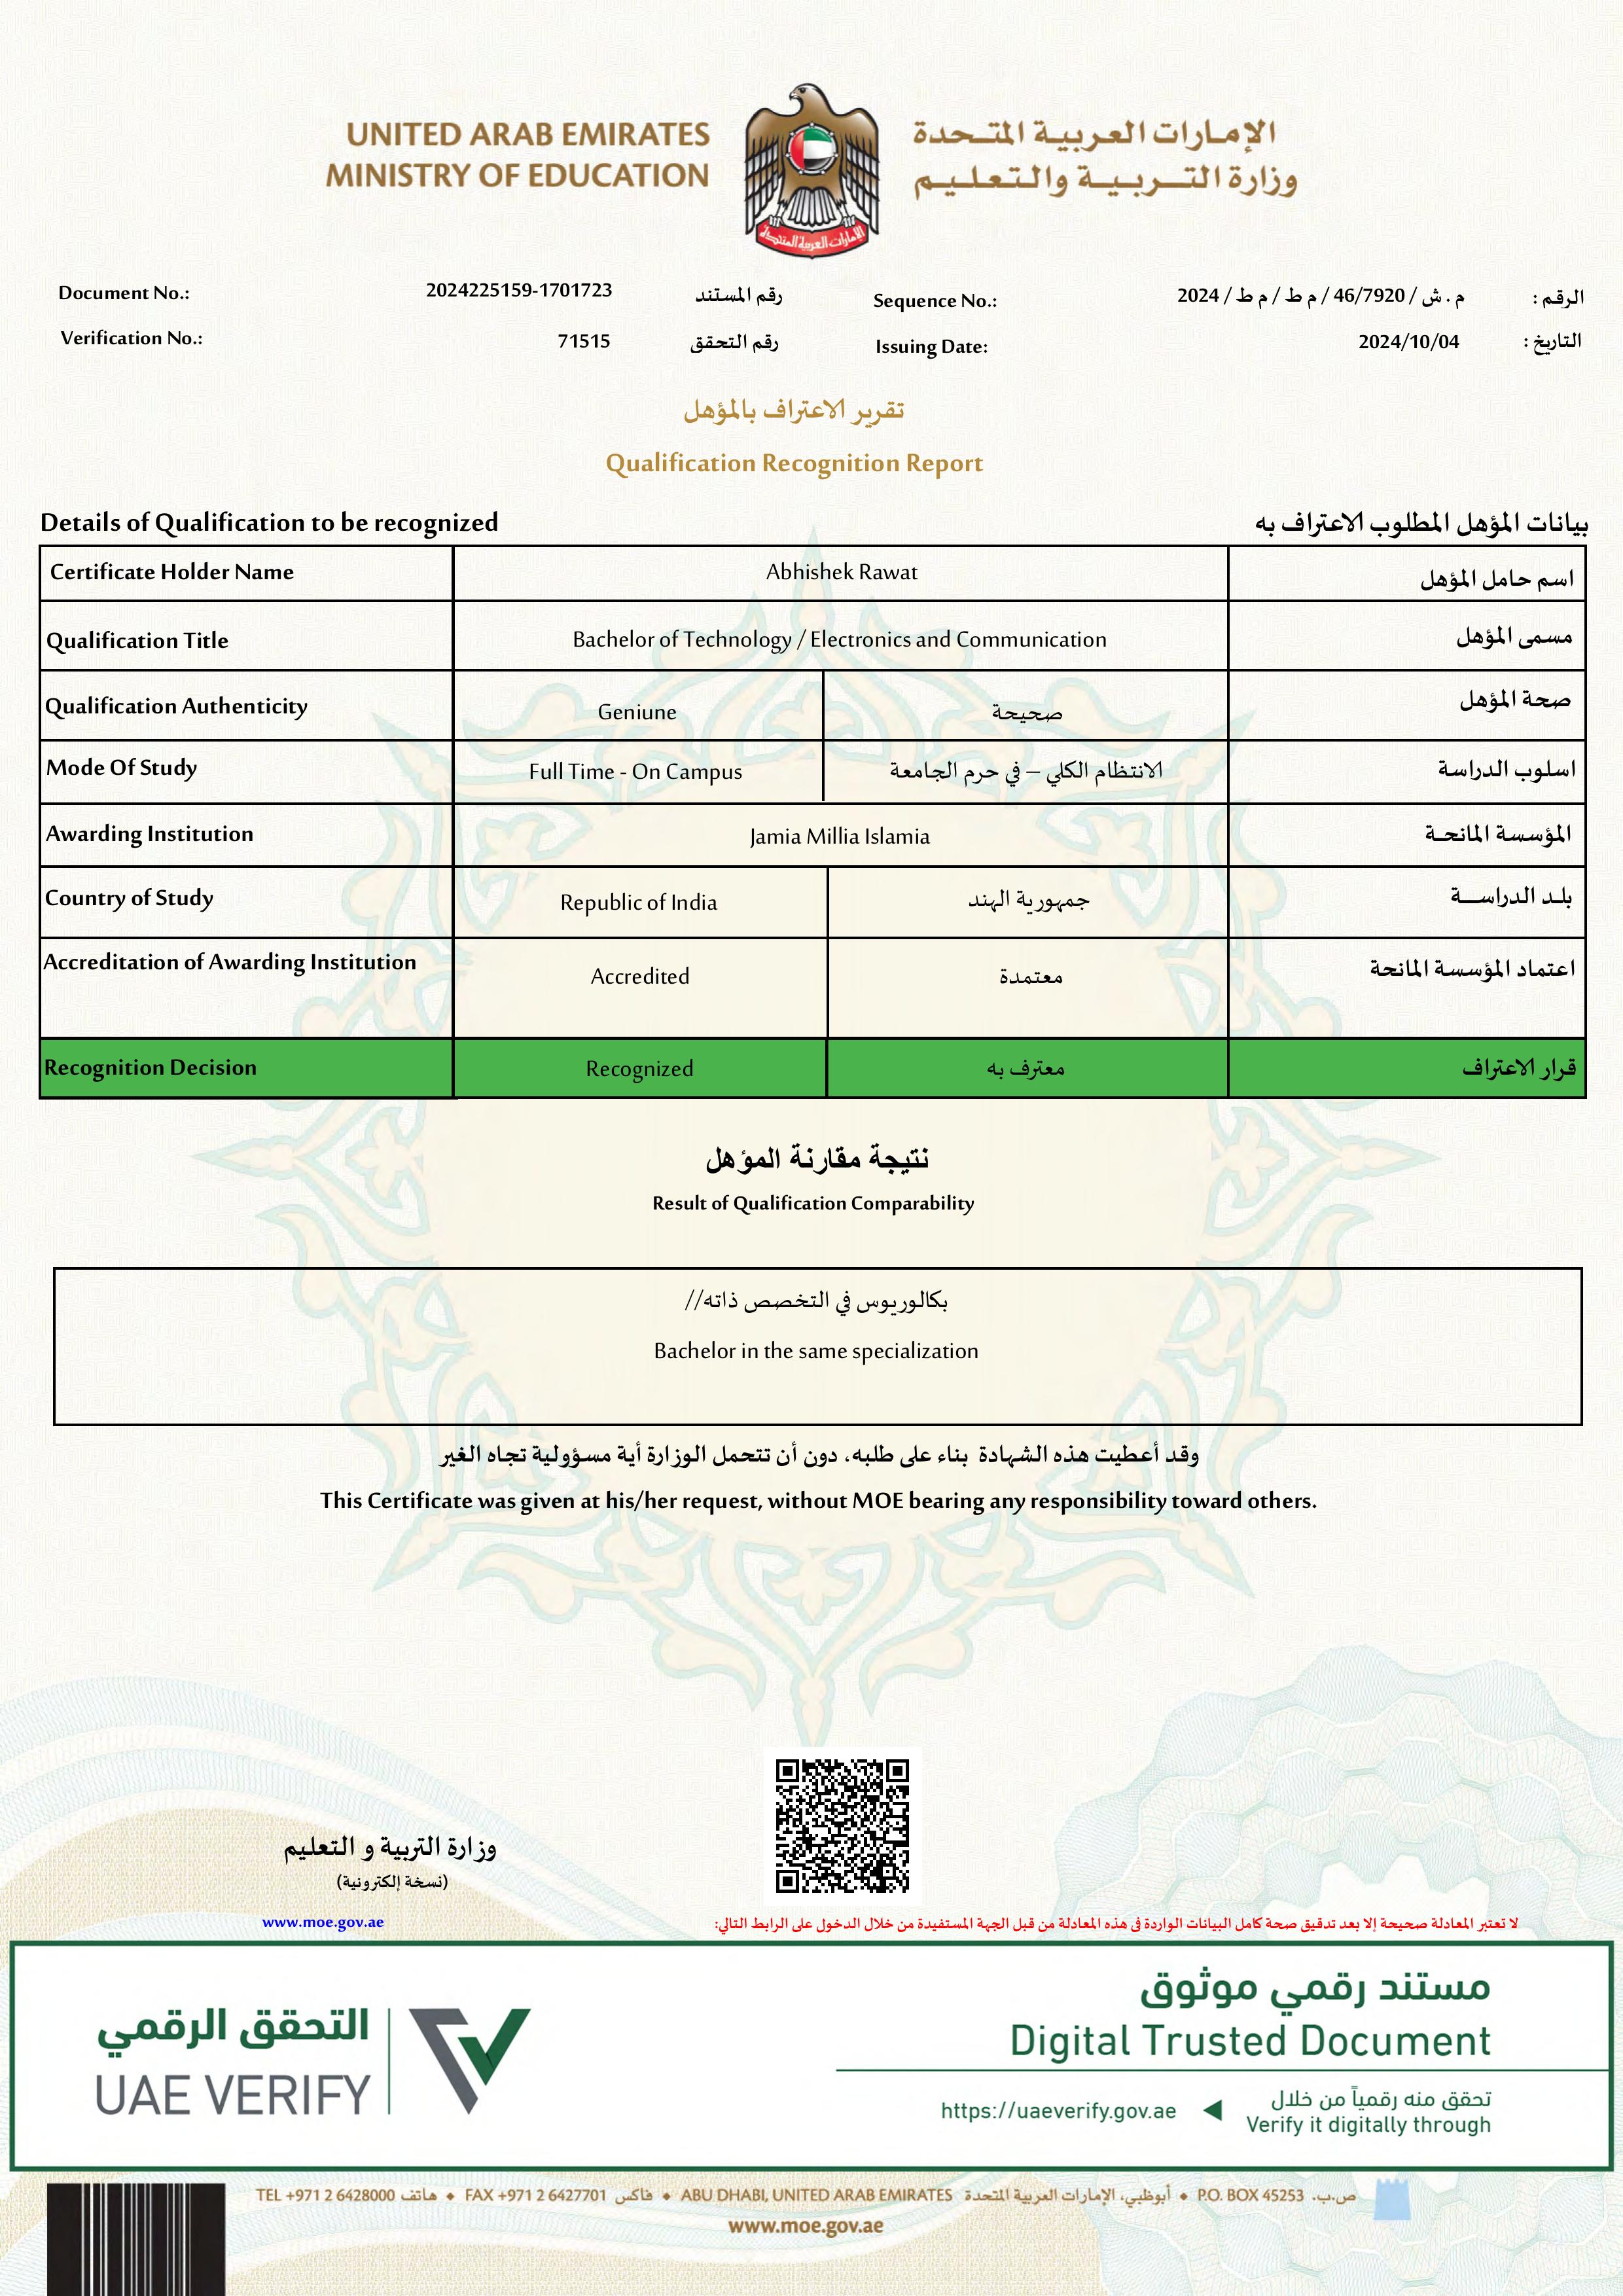 UNITED ARAB EMIRATES
MINISTRY OF EDUCATION
الإمارات العربية المتحدة
وزارة التربية والتعليم
الإمارات العربية المتحدة
Document No.: 2024225159-1701723 رقم المستند
Sequence No.: م . ش / 46/7920 / م ط / م ط / 2024 الرقم :
Verification No.: 71515 رقم التحقق
Issuing Date: 2024/10/04 التاريخ :
تقرير الاعتراف بالمؤهل
Qualification Recognition Report
Details of Qualification to be recognized بيانات المؤهل المطلوب الاعتراف به
Certificate Holder Name Abhishek Rawat اسم حامل المؤهل
Qualification Title Bachelor of Technology / Electronics and Communication مسمى المؤهل
Qualification Authenticity Geniune صحيحة صحة المؤهل
Mode Of Study Full Time - On Campus الانتظام الكلي – في حرم الجامعة اسلوب الدراسة
Awarding Institution Jamia Millia Islamia المؤسسة المانحة
Country of Study Republic of India جمهورية الهند بلد الدراسة
Accreditation of Awarding Institution Accredited معتمدة اعتماد المؤسسة المانحة
Recognition Decision Recognized معترف به قرار الاعتراف
نتيجة مقارنة المؤهل
Result of Qualification Comparability
بكالوريوس في التخصص ذاته//
Bachelor in the same specialization
وقد أعطيت هذه الشهادة بناء على طلبه، دون أن تتحمل الوزارة أية مسؤولية تجاه الغير
This Certificate was given at his/her request, without MOE bearing any responsibility toward others.
وزارة التربية و التعليم
(نسخة إلكترونية)
www.moe.gov.ae
لا تعتبر المعادلة صحيحة إلا بعد تدقيق صحة كامل البيانات الواردة في هذه المعادلة من قبل الجهة المستفيدة من خلال الدخول على الرابط التالي:
التحقق الرقمي
UAE VERIFY
مستند رقمي موثوق
Digital Trusted Document
تحقق منه رقمياً من خلال
Verify it digitally through
https://uaeverify.gov.ae
TEL +971 2 6428000 هاتف ♦ FAX +971 2 6427701 فاكس ♦ ABU DHABI, UNITED ARAB EMIRATES أبوظبي، الإمارات العربية المتحدة ♦ P.O. BOX 45253 ص.ب.
www.moe.gov.ae